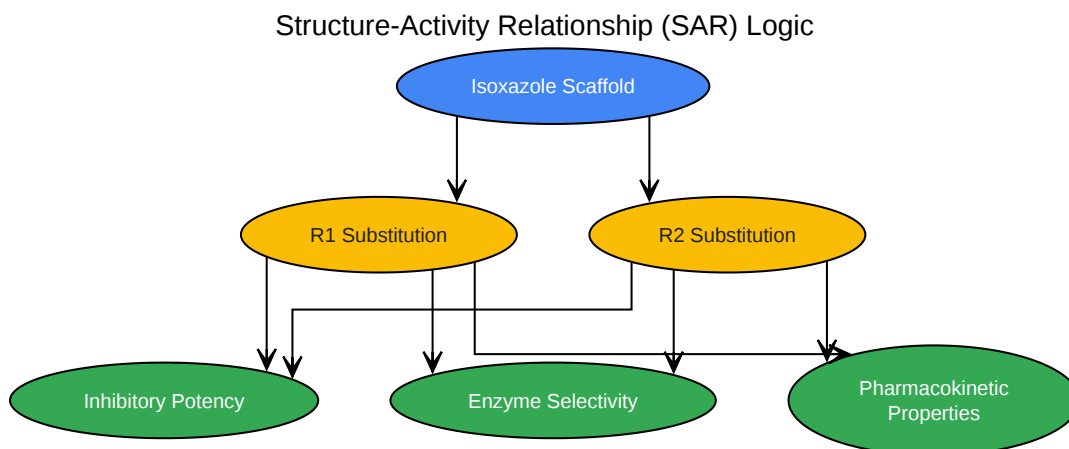 Structure-Activity Relationship (SAR) Logic
Isoxazole Scaffold
R1 Substitution
R2 Substitution
Inhibitory Potency
Enzyme Selectivity
Pharmacokinetic
Properties